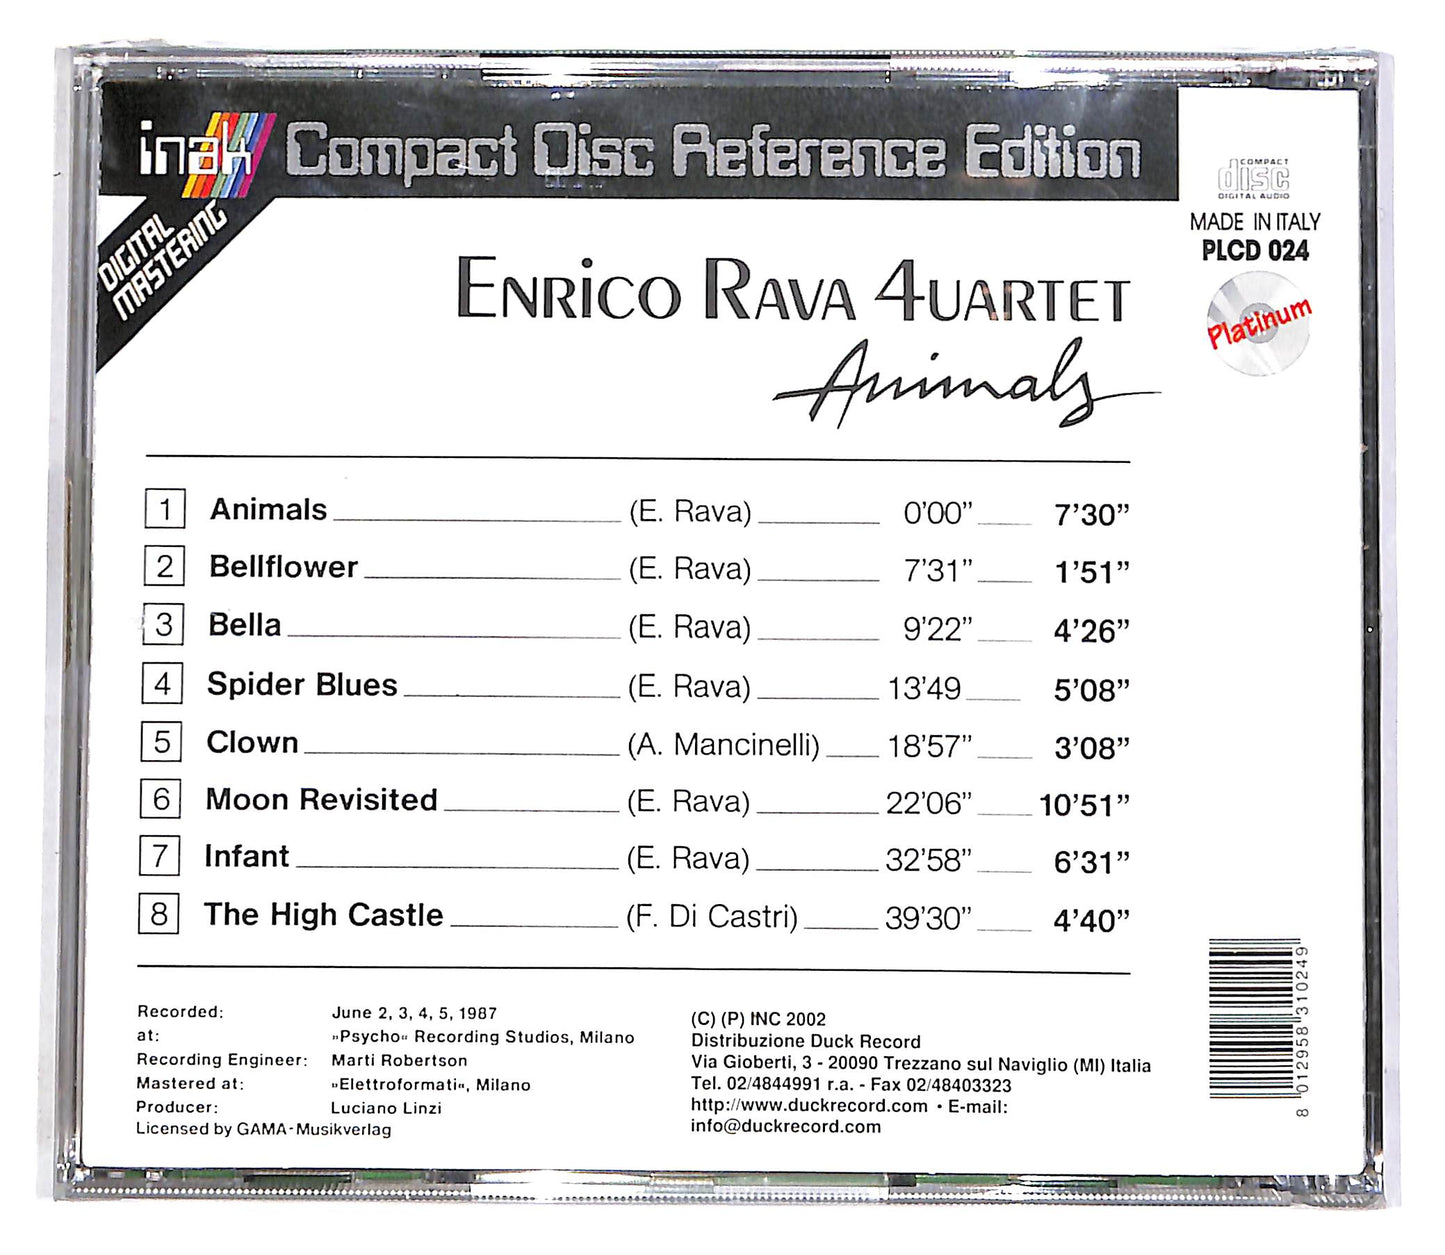 inak Compact Disc Reference Edition
DIGITAL
MASTERING
COMPACT
disc
DIGITAL AUDIO
MADE IN ITALY
PLCD 024
Platinum
ENRiCO RAVA 4UARTET
Animals
1 Animals (E. Rava) 0'00” 7'30”
2 Bellflower (E. Rava) 7'31” 1'51”
3 Bella (E. Rava) 9'22” 4'26”
4 Spider Blues (E. Rava) 13'49 5'08”
5 Clown (A. Mancinelli) 18'57” 3'08”
6 Moon Revisited (E. Rava) 22'06” 10'51”
7 Infant (E. Rava) 32'58” 6'31”
8 The High Castle (F. Di Castri) 39'30” 4'40”
Recorded: June 2, 3, 4, 5, 1987
at: »Psycho« Recording Studios, Milano
Recording Engineer: Marti Robertson
Mastered at: »Elettroformati«, Milano
Producer: Luciano Linzi
Licensed by GAMA-Musikverlag
(C) (P) INC 2002
Distribuzione Duck Record
Via Gioberti, 3 - 20090 Trezzano sul Naviglio (MI) Italia
Tel. 02/4844991 r.a. - Fax 02/48403323
http://www.duckrecord.com • E-mail:
info@duckrecord.com
8 012958 310249